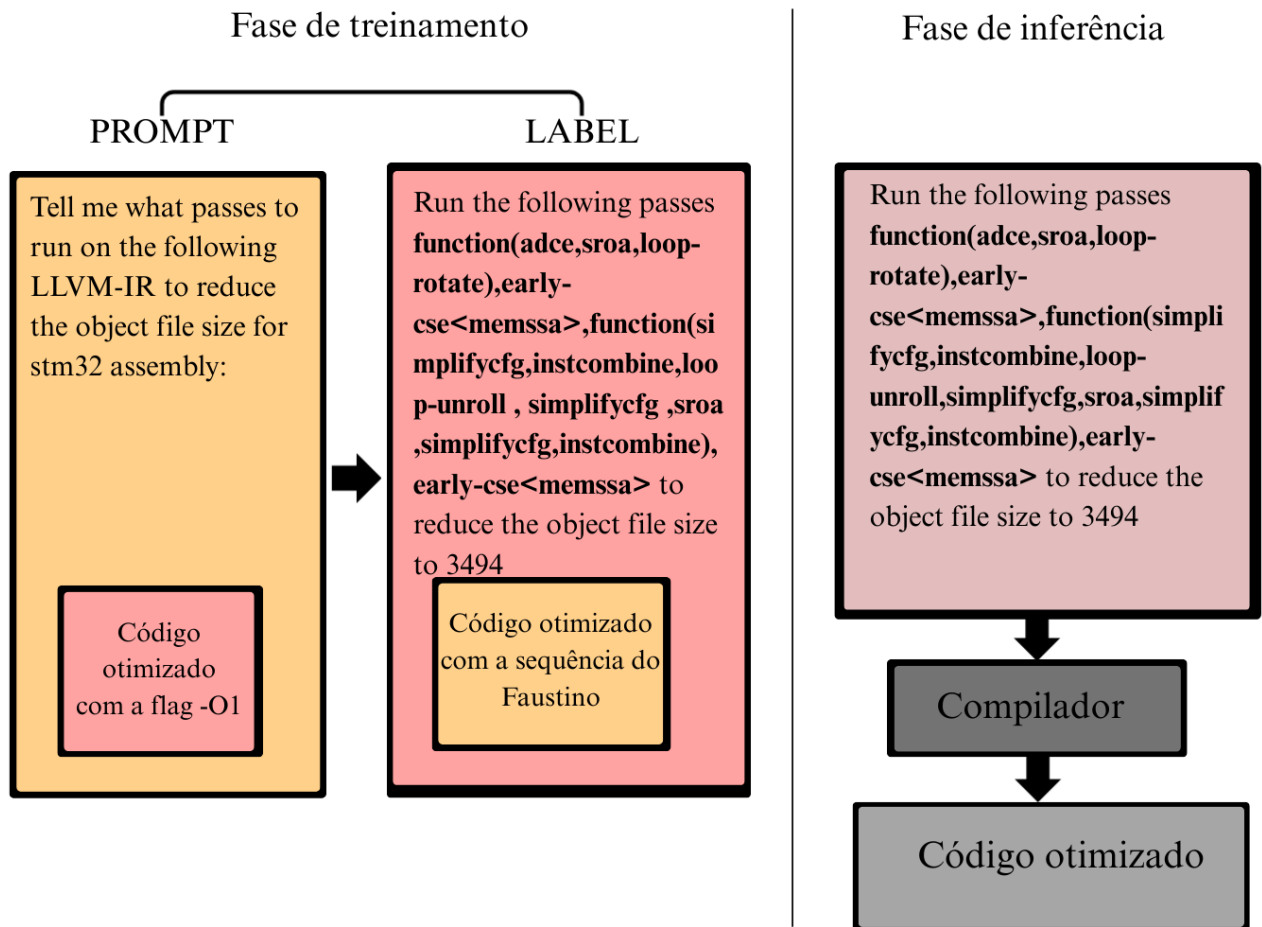 Fase de treinamento
PROMPT
Tell me what passes to
run on the following
LLVM-IR to reduce
the object file size for
stm32 assembly:
Código
otimizado
com a flag -O1
LABEL
Run the following passes
function(adce,sroa,loop-
rotate),early-
cse<memssa>,function(si
mplifycfg,instcombine,loo
p-unroll , simplifycfg ,sroa
,simplifycfg,instcombine),
early-cse<memssa> to
reduce the object file size
to 3494
Código otimizado
com a sequência do
Faustino
Fase de inferência
Run the following passes
function(adce,sroa,loop-
rotate),early-
cse<memssa>,function(simpli
fycfg,instcombine,loop-
unroll,simplifycfg,sroa,simplif
ycfg,instcombine),early-
cse<memssa> to reduce the
object file size to 3494
Compilador
Código otimizado